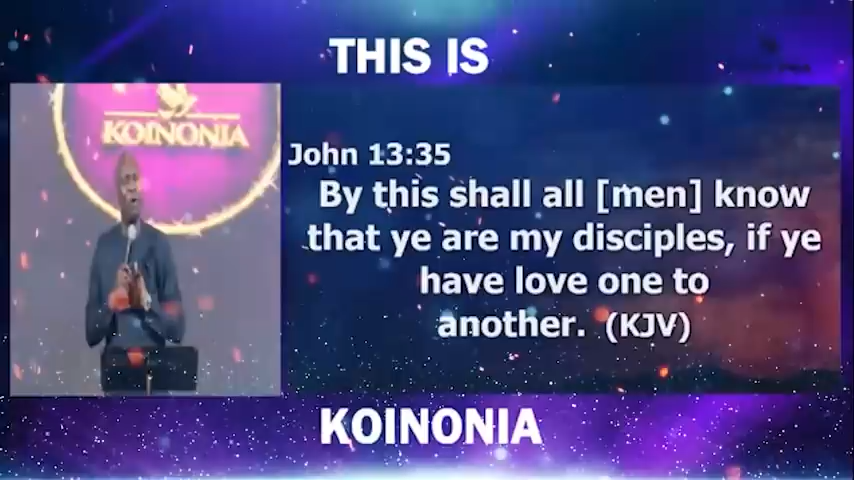 THIS IS
KOINONIA
John 13:35
By this shall all [men] know
that ye are my disciples, if ye
have love one to
another. (KJV)
KOINONIA